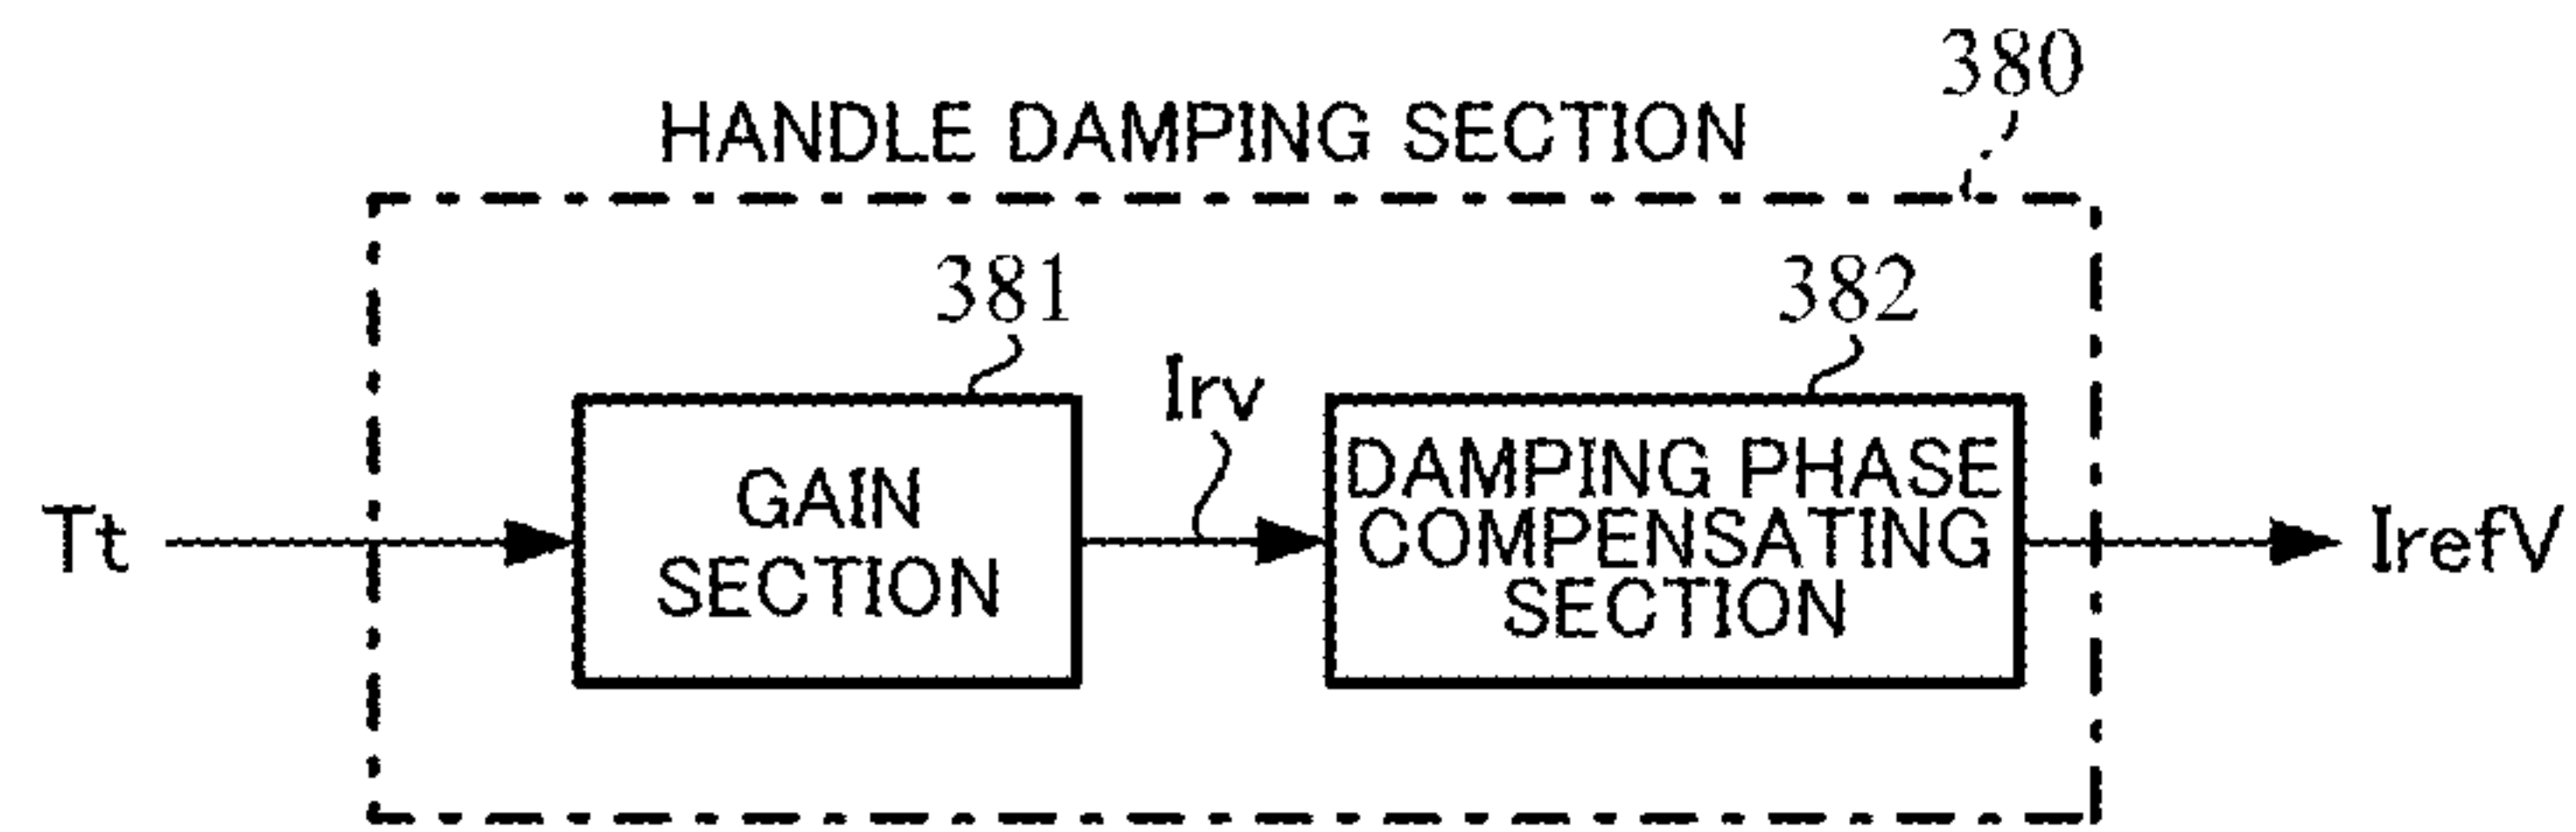 380
HANDLE DAMPING SECTION
381
382
Irv
GAIN
SECTION
DAMPING PHASE
COMPENSATING
SECTION
Tt
IrefV